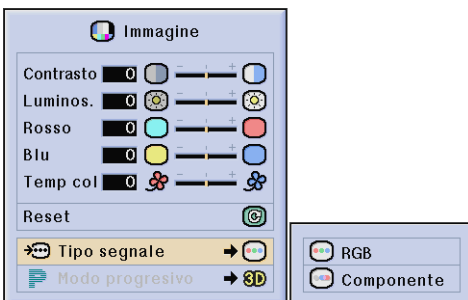 Immagine
Contrasto 0 - +
Luminos. 0 - +
Rosso 0 - +
Blu 0 - +
Temp col 0 - +
Reset
Tipo segnale
Modo progressivo 3D
RGB
Componente